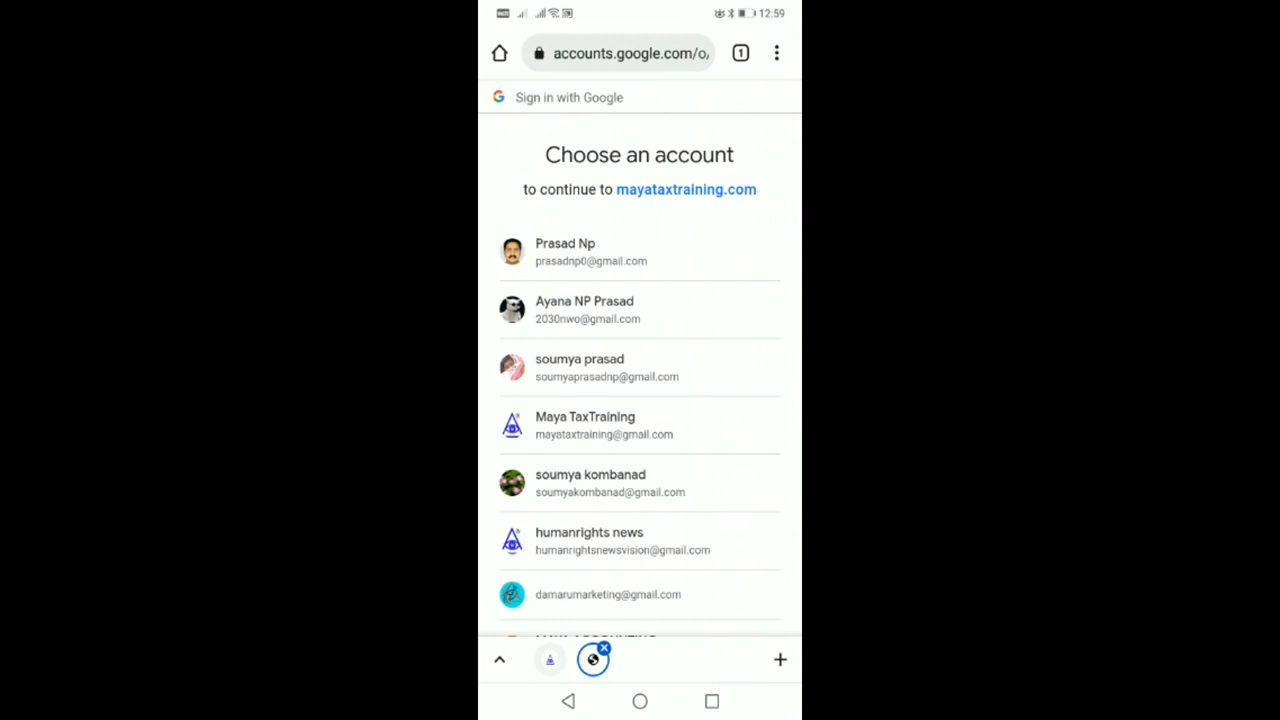 12:59
accounts.google.com/o/
1
Sign in with Google
Choose an account
to continue to mayataxtraining.com
Prasad Np
prasadnp0@gmail.com
Ayana NP Prasad
2030nwo@gmail.com
soumya prasad
soumyaprasadnp@gmail.com
Maya TaxTraining
mayataxtraining@gmail.com
soumya kombanad
soumyakombanad@gmail.com
humanrights news
humanrightsnewsvision@gmail.com
damarumarketing@gmail.com